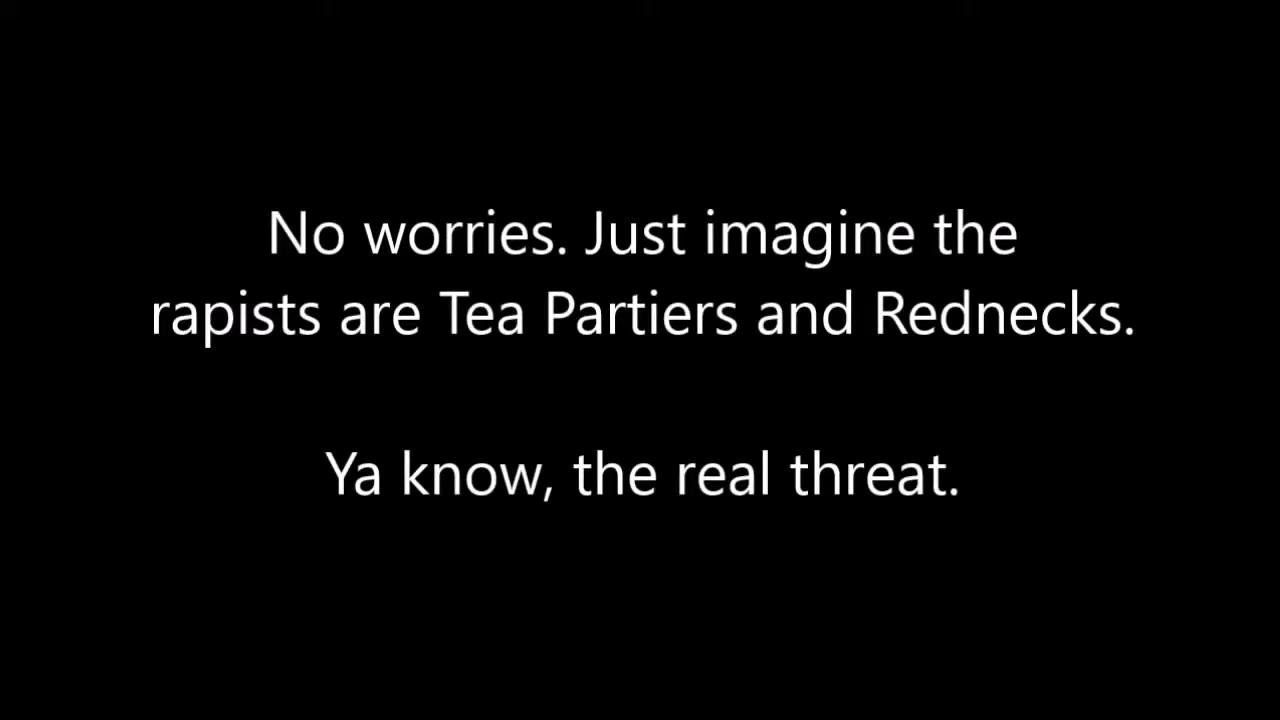 No worries. Just imagine the
rapists are Tea Partiers and Rednecks.
Ya know, the real threat.